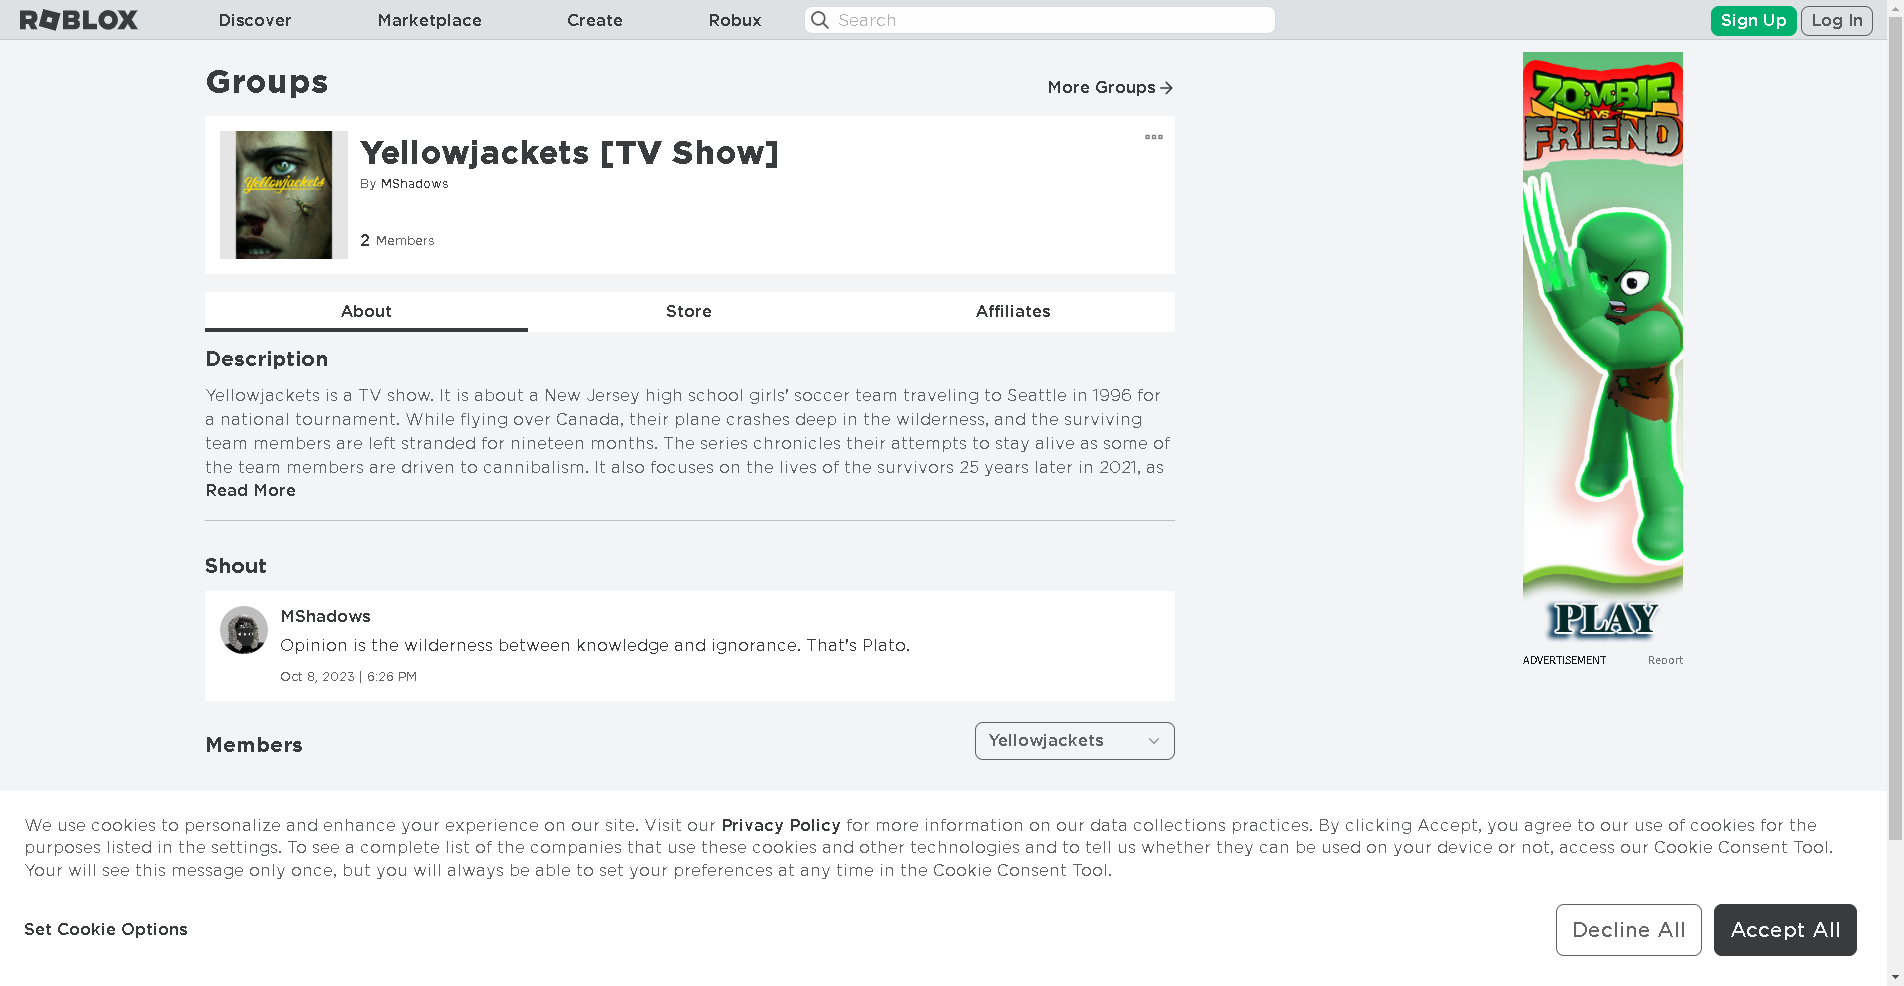 ROBLOX
Discover
Marketplace
Create
Robux
Search
Sign Up
Log In
Groups
More Groups
Yellowjackets
Yellowjackets [TV Show]
By MShadows
2 Members
About
Store
Affiliates
Description
Yellowjackets is a TV show. It is about a New Jersey high school girls' soccer team traveling to Seattle in 1996 for
a national tournament. While flying over Canada, their plane crashes deep in the wilderness, and the surviving
team members are left stranded for nineteen months. The series chronicles their attempts to stay alive as some of
the team members are driven to cannibalism. It also focuses on the lives of the survivors 25 years later in 2021, as
Read More
Shout
MShadows
Opinion is the wilderness between knowledge and ignorance. That's Plato.
Oct 8, 2023 | 6:26 PM
Members
Yellowjackets
ZOMBIE
VS
FRIEND
PLAY
ADVERTISEMENT
Report
We use cookies to personalize and enhance your experience on our site. Visit our Privacy Policy for more information on our data collections practices. By clicking Accept, you agree to our use of cookies for the
purposes listed in the settings. To see a complete list of the companies that use these cookies and other technologies and to tell us whether they can be used on your device or not, access our Cookie Consent Tool.
Your will see this message only once, but you will always be able to set your preferences at any time in the Cookie Consent Tool.
Set Cookie Options
Decline All
Accept All